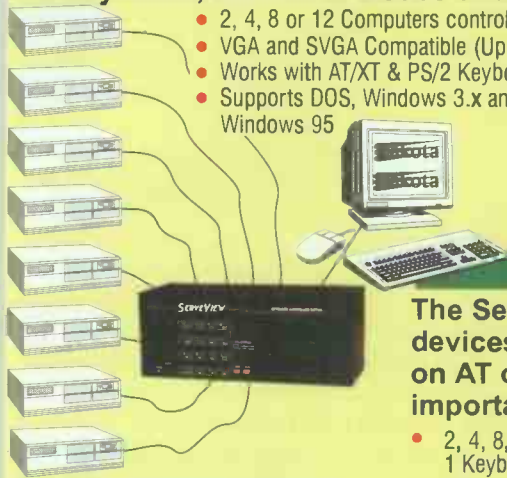 2, 4, 8 or 12 Computers control
VGA and SVGA Compatible (Up
Works with AT/XT & PS/2 Keybo
Supports DOS, Windows 3.x an
Windows 95
SERVEVIEW
The Se
devices
on AT o
importa
2, 4, 8,
1 Keyb